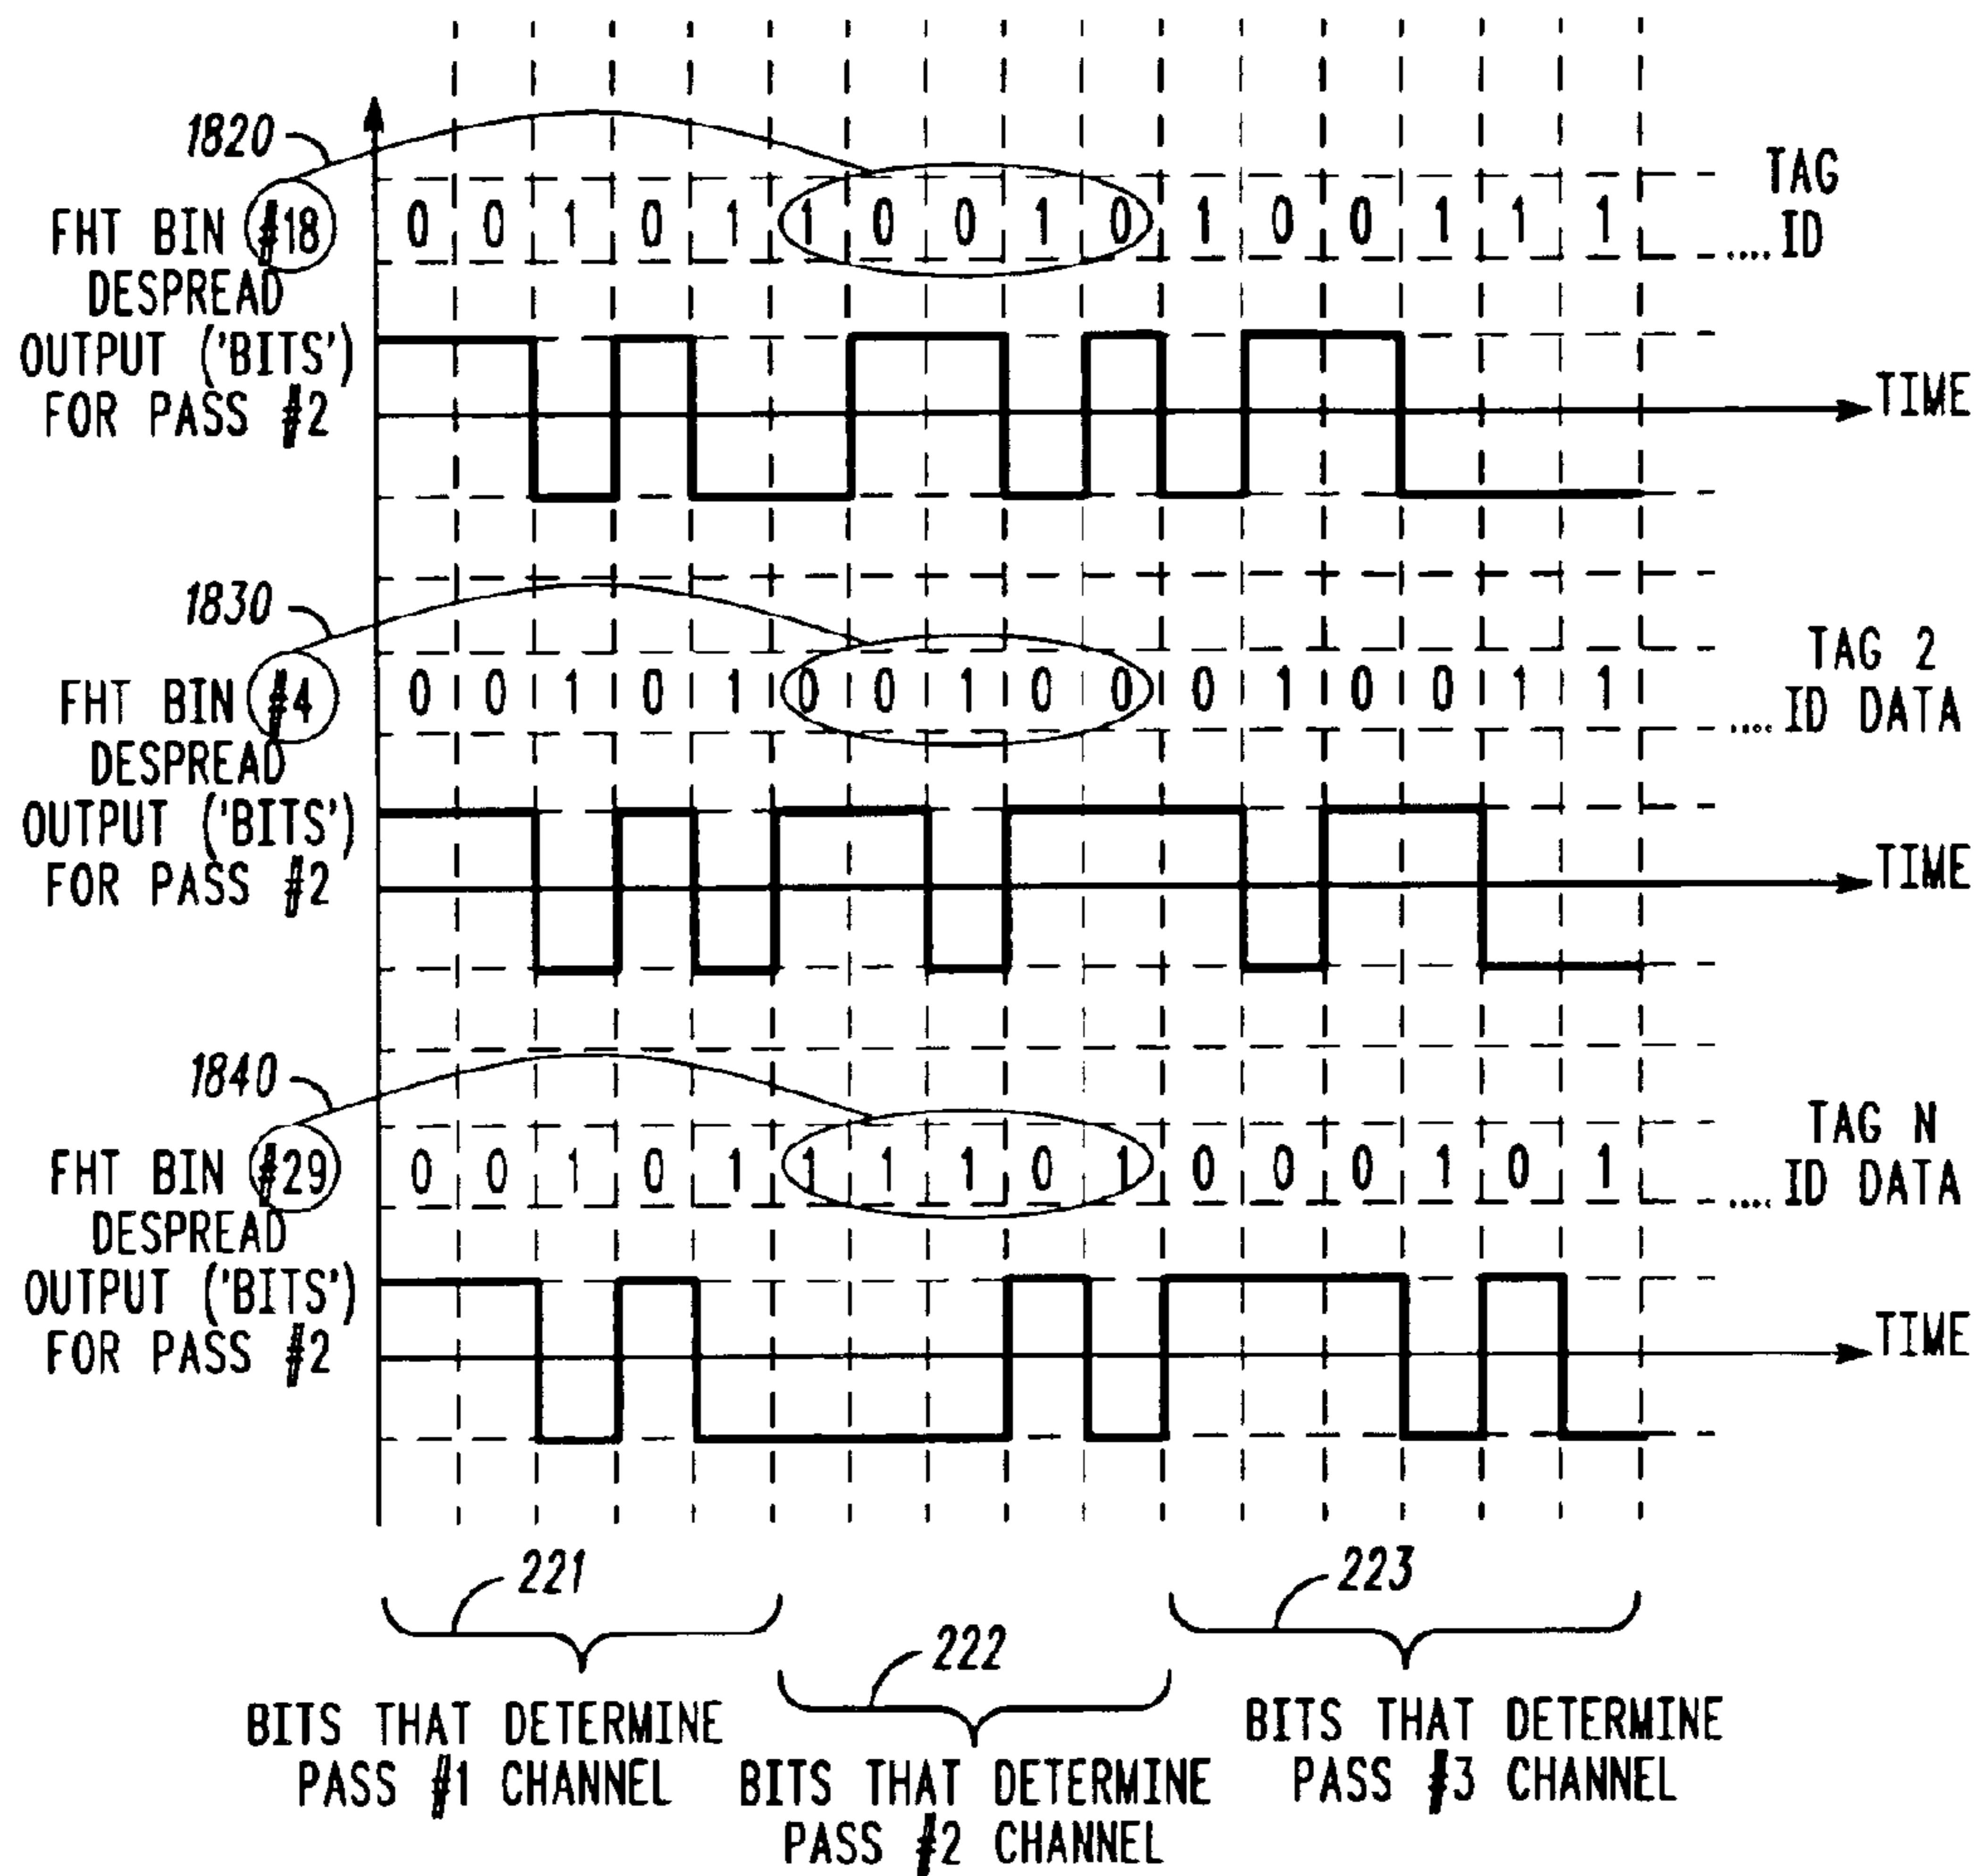 1820
FHT BIN #18
DESPREAD
OUTPUT ('BITS')
FOR PASS #2
0 0 1 0 1 1 0 0 1 0 1 0 0 1 1 1
TAG
.... ID
TIME
1830
FHT BIN #4
DESPREAD
OUTPUT ('BITS')
FOR PASS #2
0 0 1 0 1 0 0 1 0 0 0 1 0 0 1 1
TAG 2
.... ID DATA
TIME
1840
FHT BIN #29
DESPREAD
OUTPUT ('BITS')
FOR PASS #2
0 0 1 0 1 1 1 1 0 1 0 0 0 1 0 1
TAG N
.... ID DATA
TIME
221
BITS THAT DETERMINE
PASS #1 CHANNEL
222
BITS THAT DETERMINE
PASS #2 CHANNEL
223
BITS THAT DETERMINE
PASS #3 CHANNEL